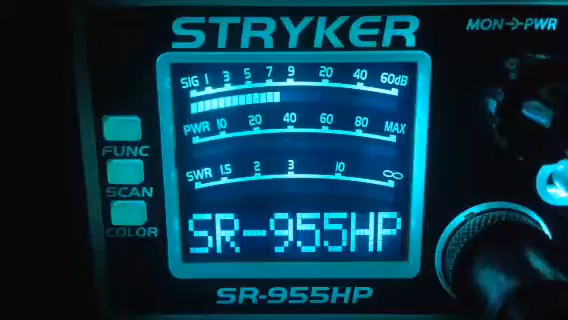 STRYKER
MON PWR
SIG 1 3 5 7 9 20 40 60dB
PWR 10 20 40 60 80 MAX
SWR 1.5 2 3 10 ∞
FUNC
SCAN
COLOR
SR-955HP
SR-955HP